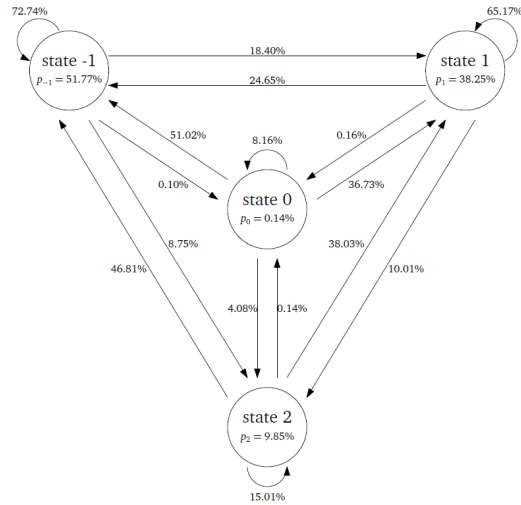 72.74%
65.17%
state -1
p₋₁ = 51.77%
18.40%
state 1
p₁ = 38.25%
24.65%
51.02%
8.16%
0.16%
0.10%
36.73%
state 0
p₀ = 0.14%
8.75%
38.03%
46.81%
10.01%
4.08%
0.14%
state 2
p₂ = 9.85%
15.01%